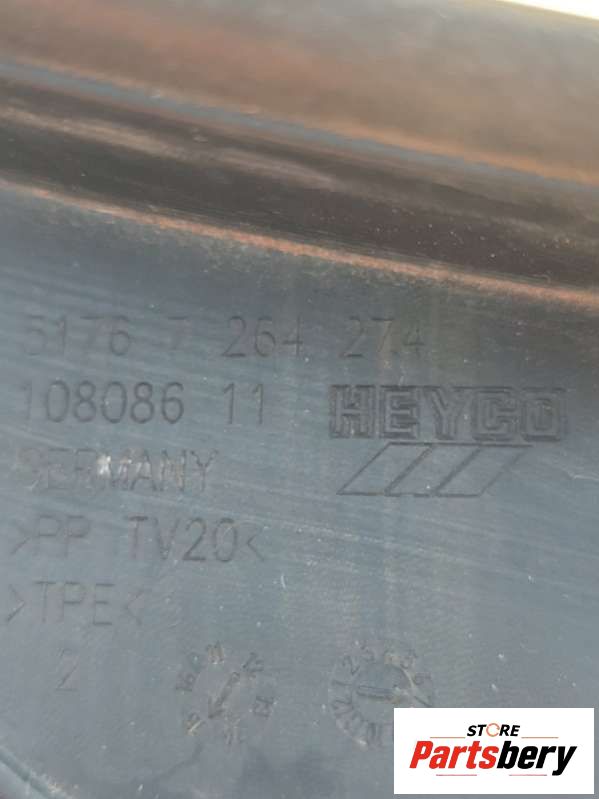 5176 7 264 274
108086 11
HEYCO
GERMANY
>PP TV20<
>TPE<
2
STORE
Partsbery